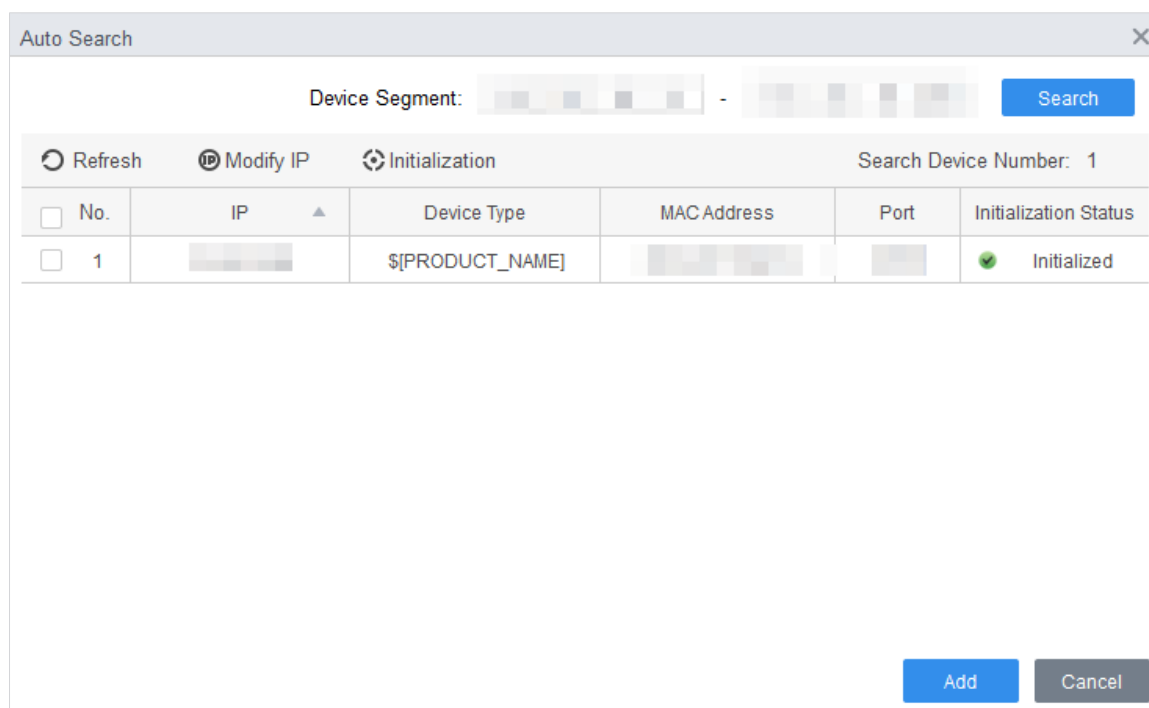 Auto Search
Device Segment: - Search
Refresh Modify IP Initialization Search Device Number: 1
No. IP Device Type MAC Address Port Initialization Status
1 $[PRODUCT_NAME] Initialized
Add Cancel